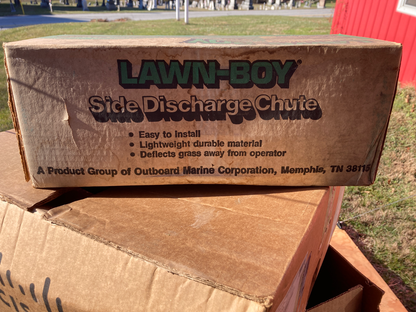 LAWN-BOY®
Side Discharge Chute
• Easy to Install
• Lightweight durable material
• Deflects grass away from operator
A Product Group of Outboard Marine Corporation, Memphis, TN 38115